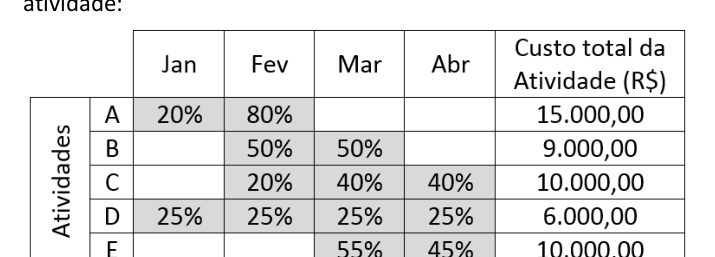 atividade:
Jan Fev Mar Abr Custo total da
Atividade (R$)
Atividades
A 20% 80% 15.000,00
B 50% 50% 9.000,00
C 20% 40% 40% 10.000,00
D 25% 25% 25% 25% 6.000,00
E 55% 45% 10.000,00